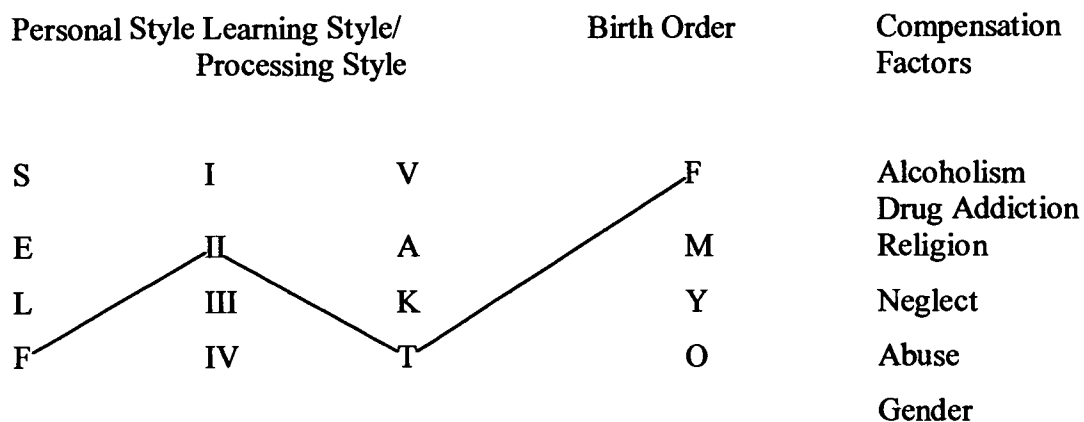 Personal Style Learning Style/ Birth Order Compensation
Processing Style Factors
S I V F Alcoholism
Drug Addiction
E II A M Religion
L III K Y Neglect
F IV T O Abuse
Gender